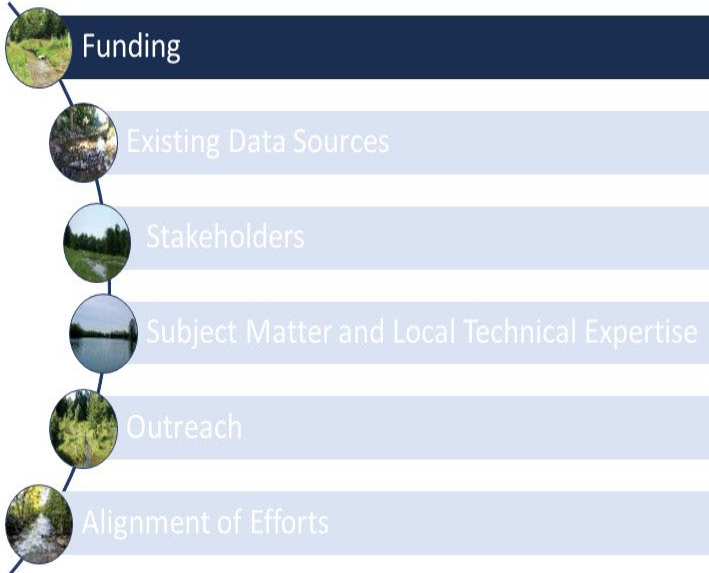 Funding
Existing Data Sources
Stakeholders
Subject Matter and Local Technical Expertise
Outreach
Alignment of Efforts